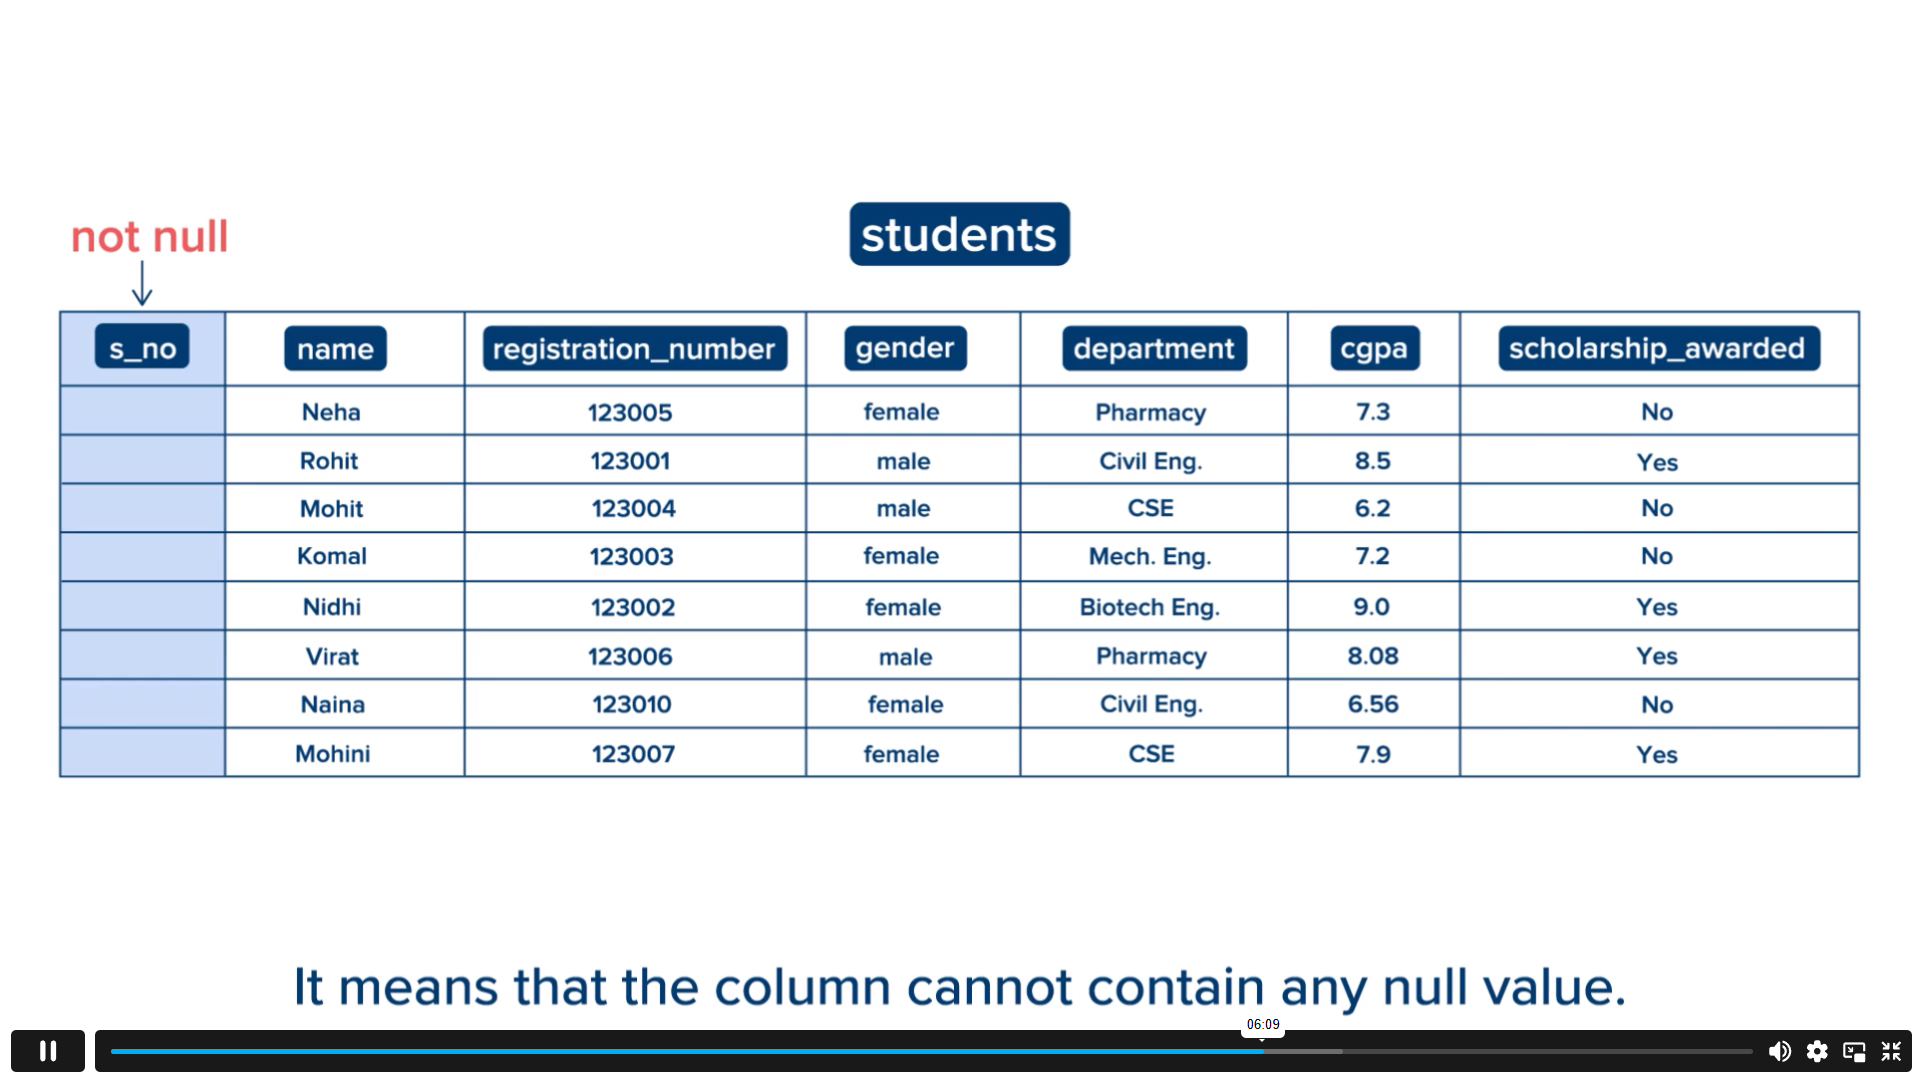 not null
students
s_no name registration_number gender department cgpa scholarship_awarded
Neha 123005 female Pharmacy 7.3 No
Rohit 123001 male Civil Eng. 8.5 Yes
Mohit 123004 male CSE 6.2 No
Komal 123003 female Mech. Eng. 7.2 No
Nidhi 123002 female Biotech Eng. 9.0 Yes
Virat 123006 male Pharmacy 8.08 Yes
Naina 123010 female Civil Eng. 6.56 No
Mohini 123007 female CSE 7.9 Yes
It means that the column cannot contain any null value.
06:09